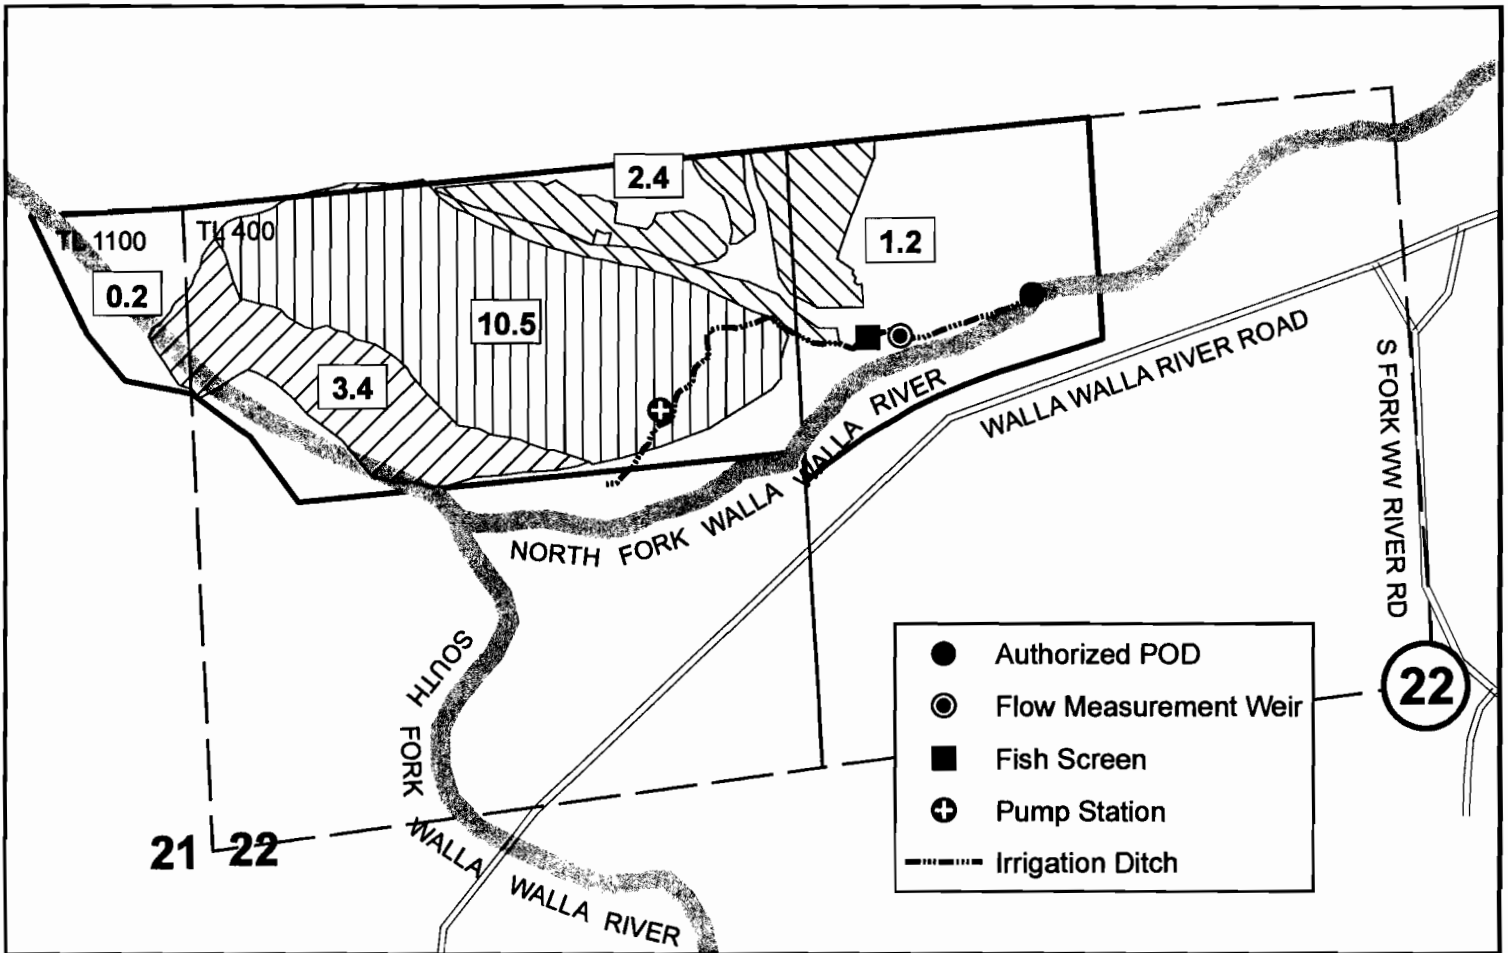 2.4
TL 1100
TL 400
1.2
0.2
10.5
3.4
WALLA WALLA RIVER ROAD
S FORK WW RIVER RD
NORTH FORK WALLA WALLA RIVER
SOUTH FORK WALLA WALLA RIVER
Authorized POD
Flow Measurement Weir
Fish Screen
Pump Station
Irrigation Ditch
22
21 22